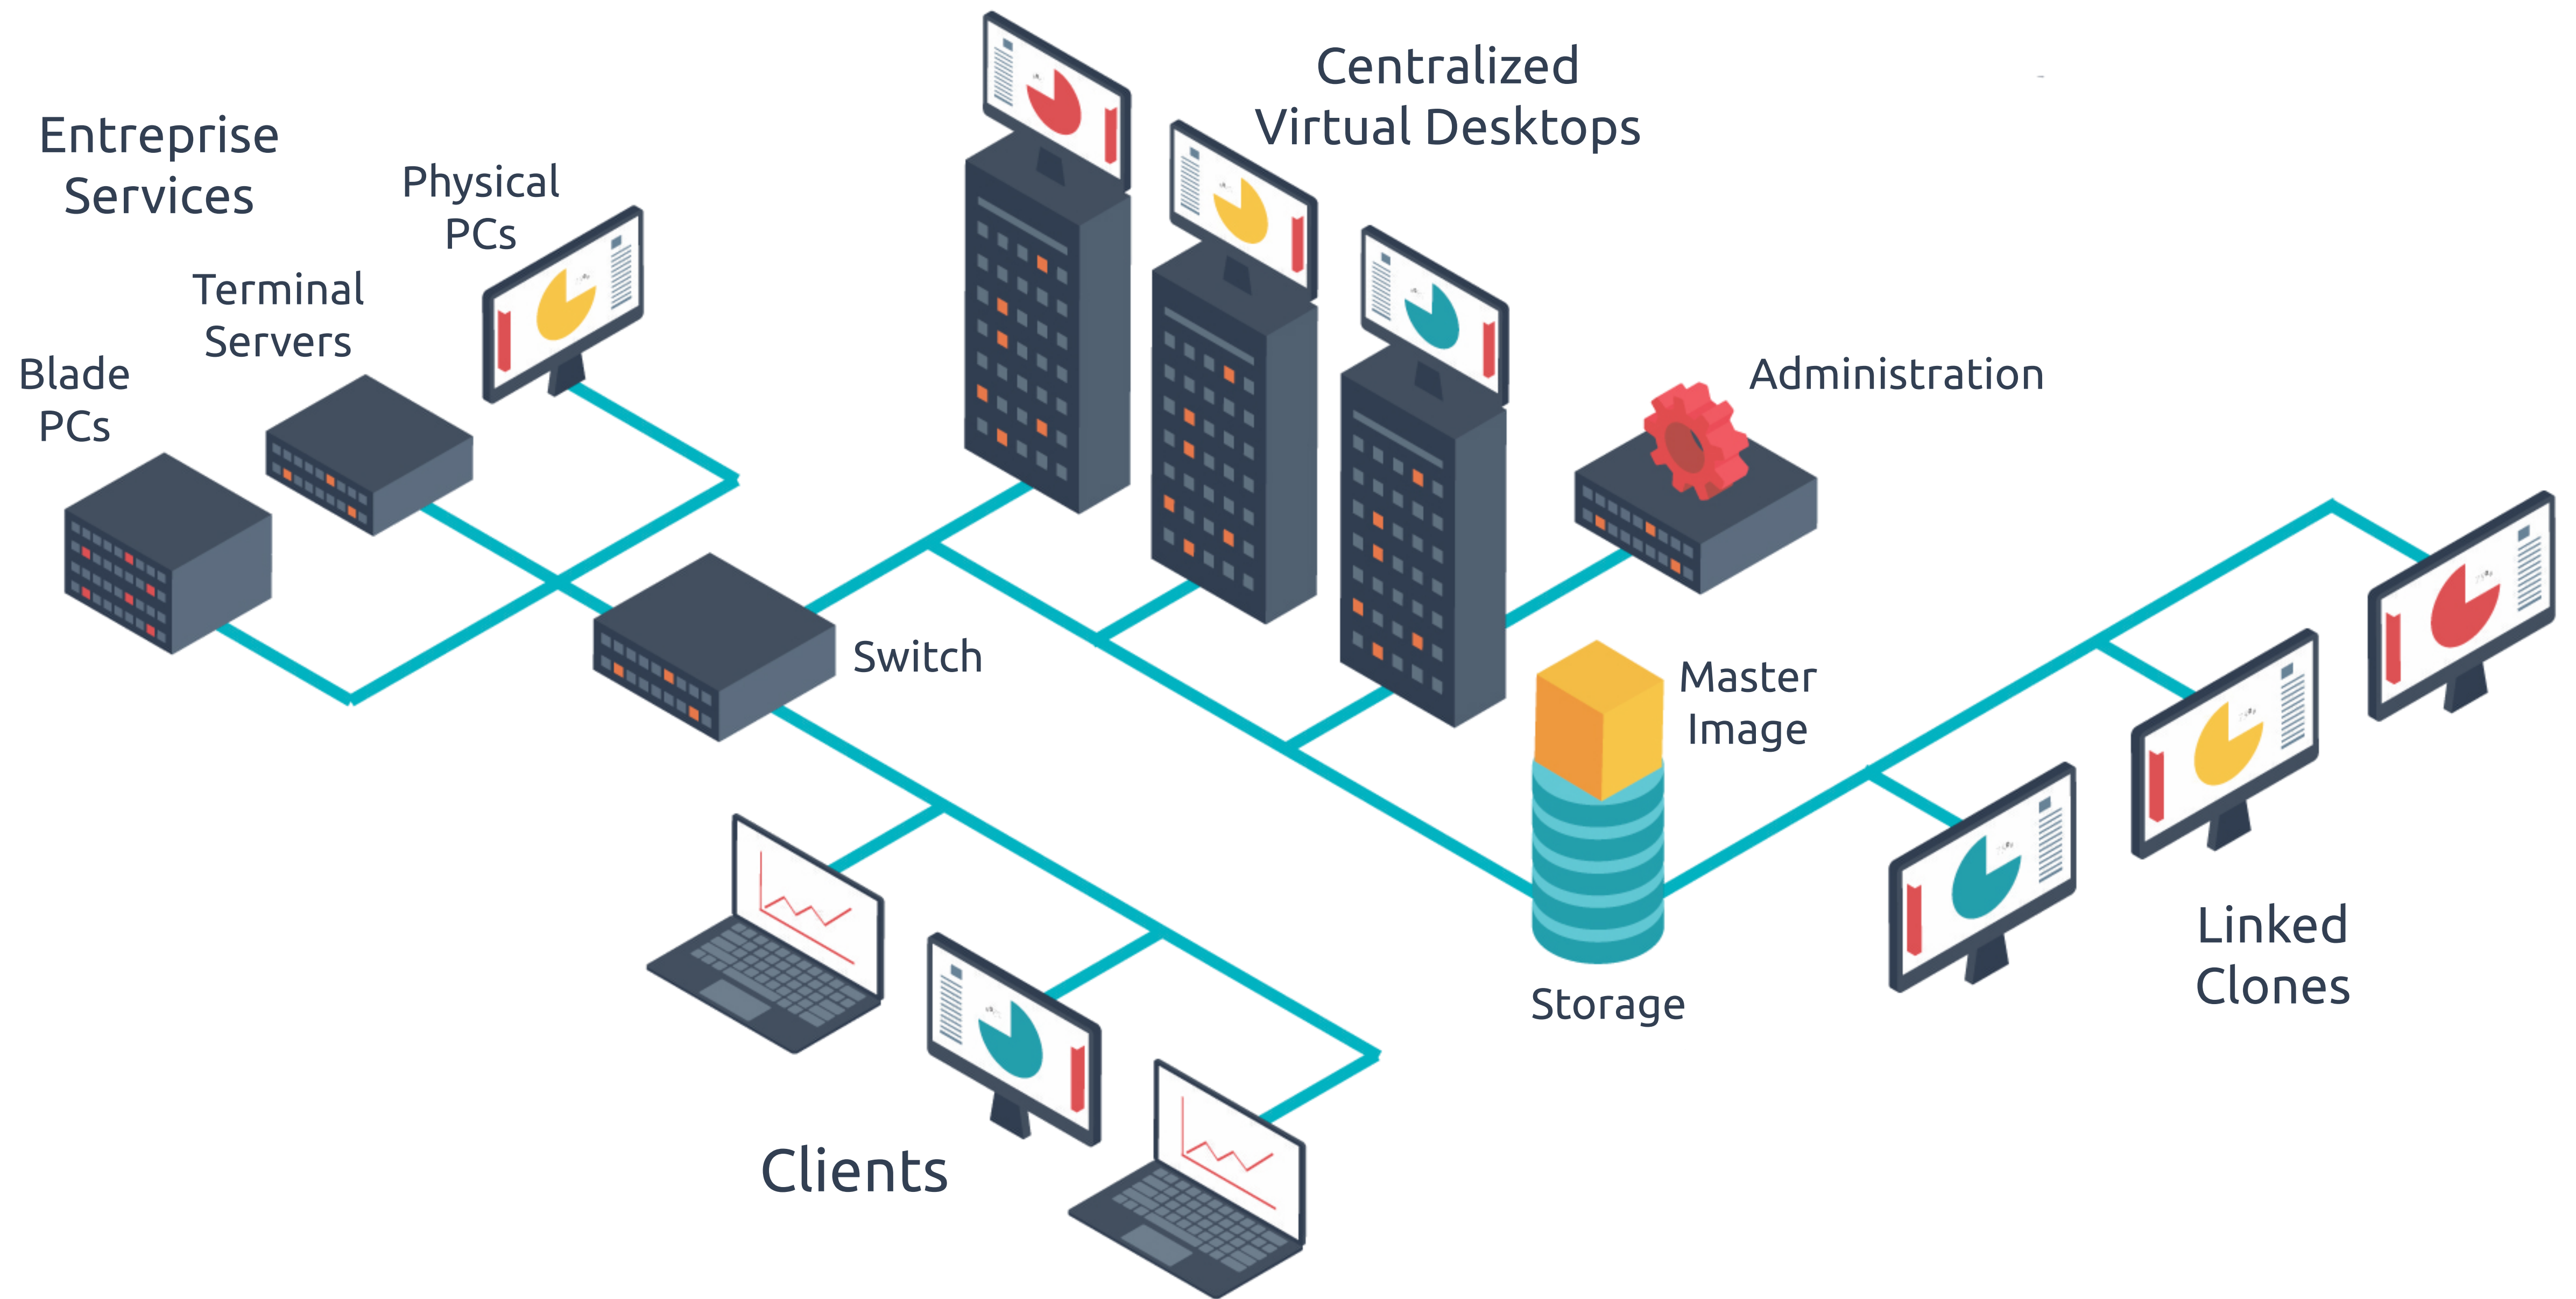 Entreprise
Services
Physical
PCs
Terminal
Servers
Blade
PCs
Centralized
Virtual Desktops
Administration
Switch
Master
Image
Storage
Linked
Clones
Clients